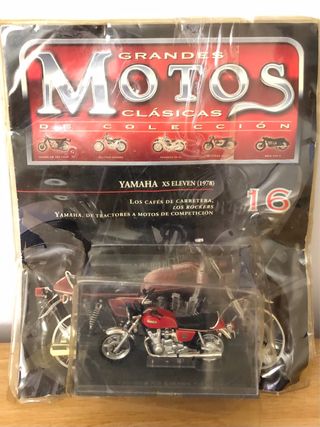 GRANDES
MOTOS
CLÁSICAS
DE COLECCIÓN
YAMAHA XS ELEVEN (1978)
16
LOS CAFÉS DE CARRETERA,
LOS ROCKERS
YAMAHA, DE TRACTORES A MOTOS DE COMPETICIÓN